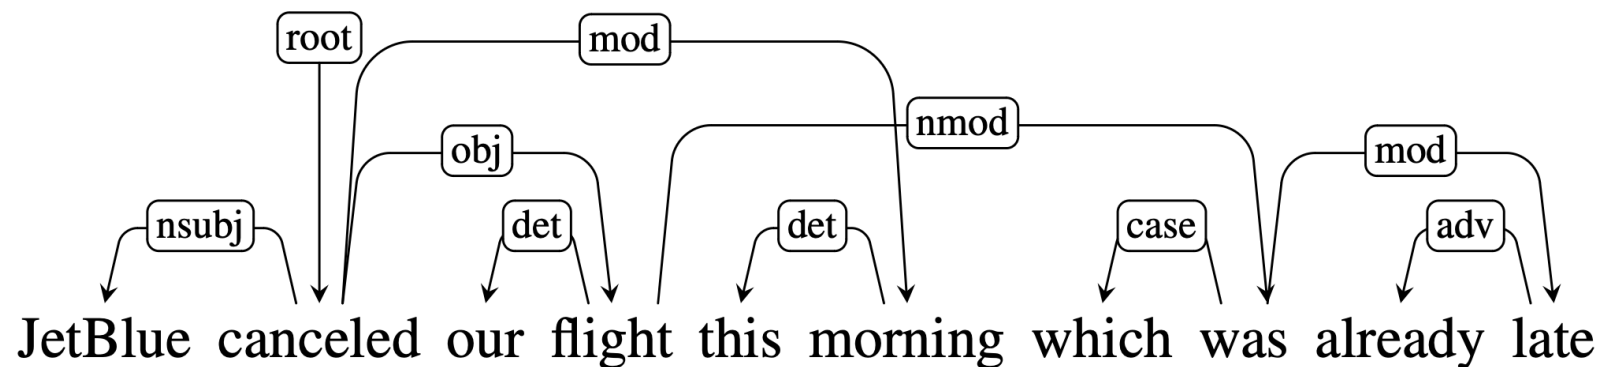 root mod
nmod
obj mod
nsubj det det case adv
JetBlue canceled our flight this morning which was already late